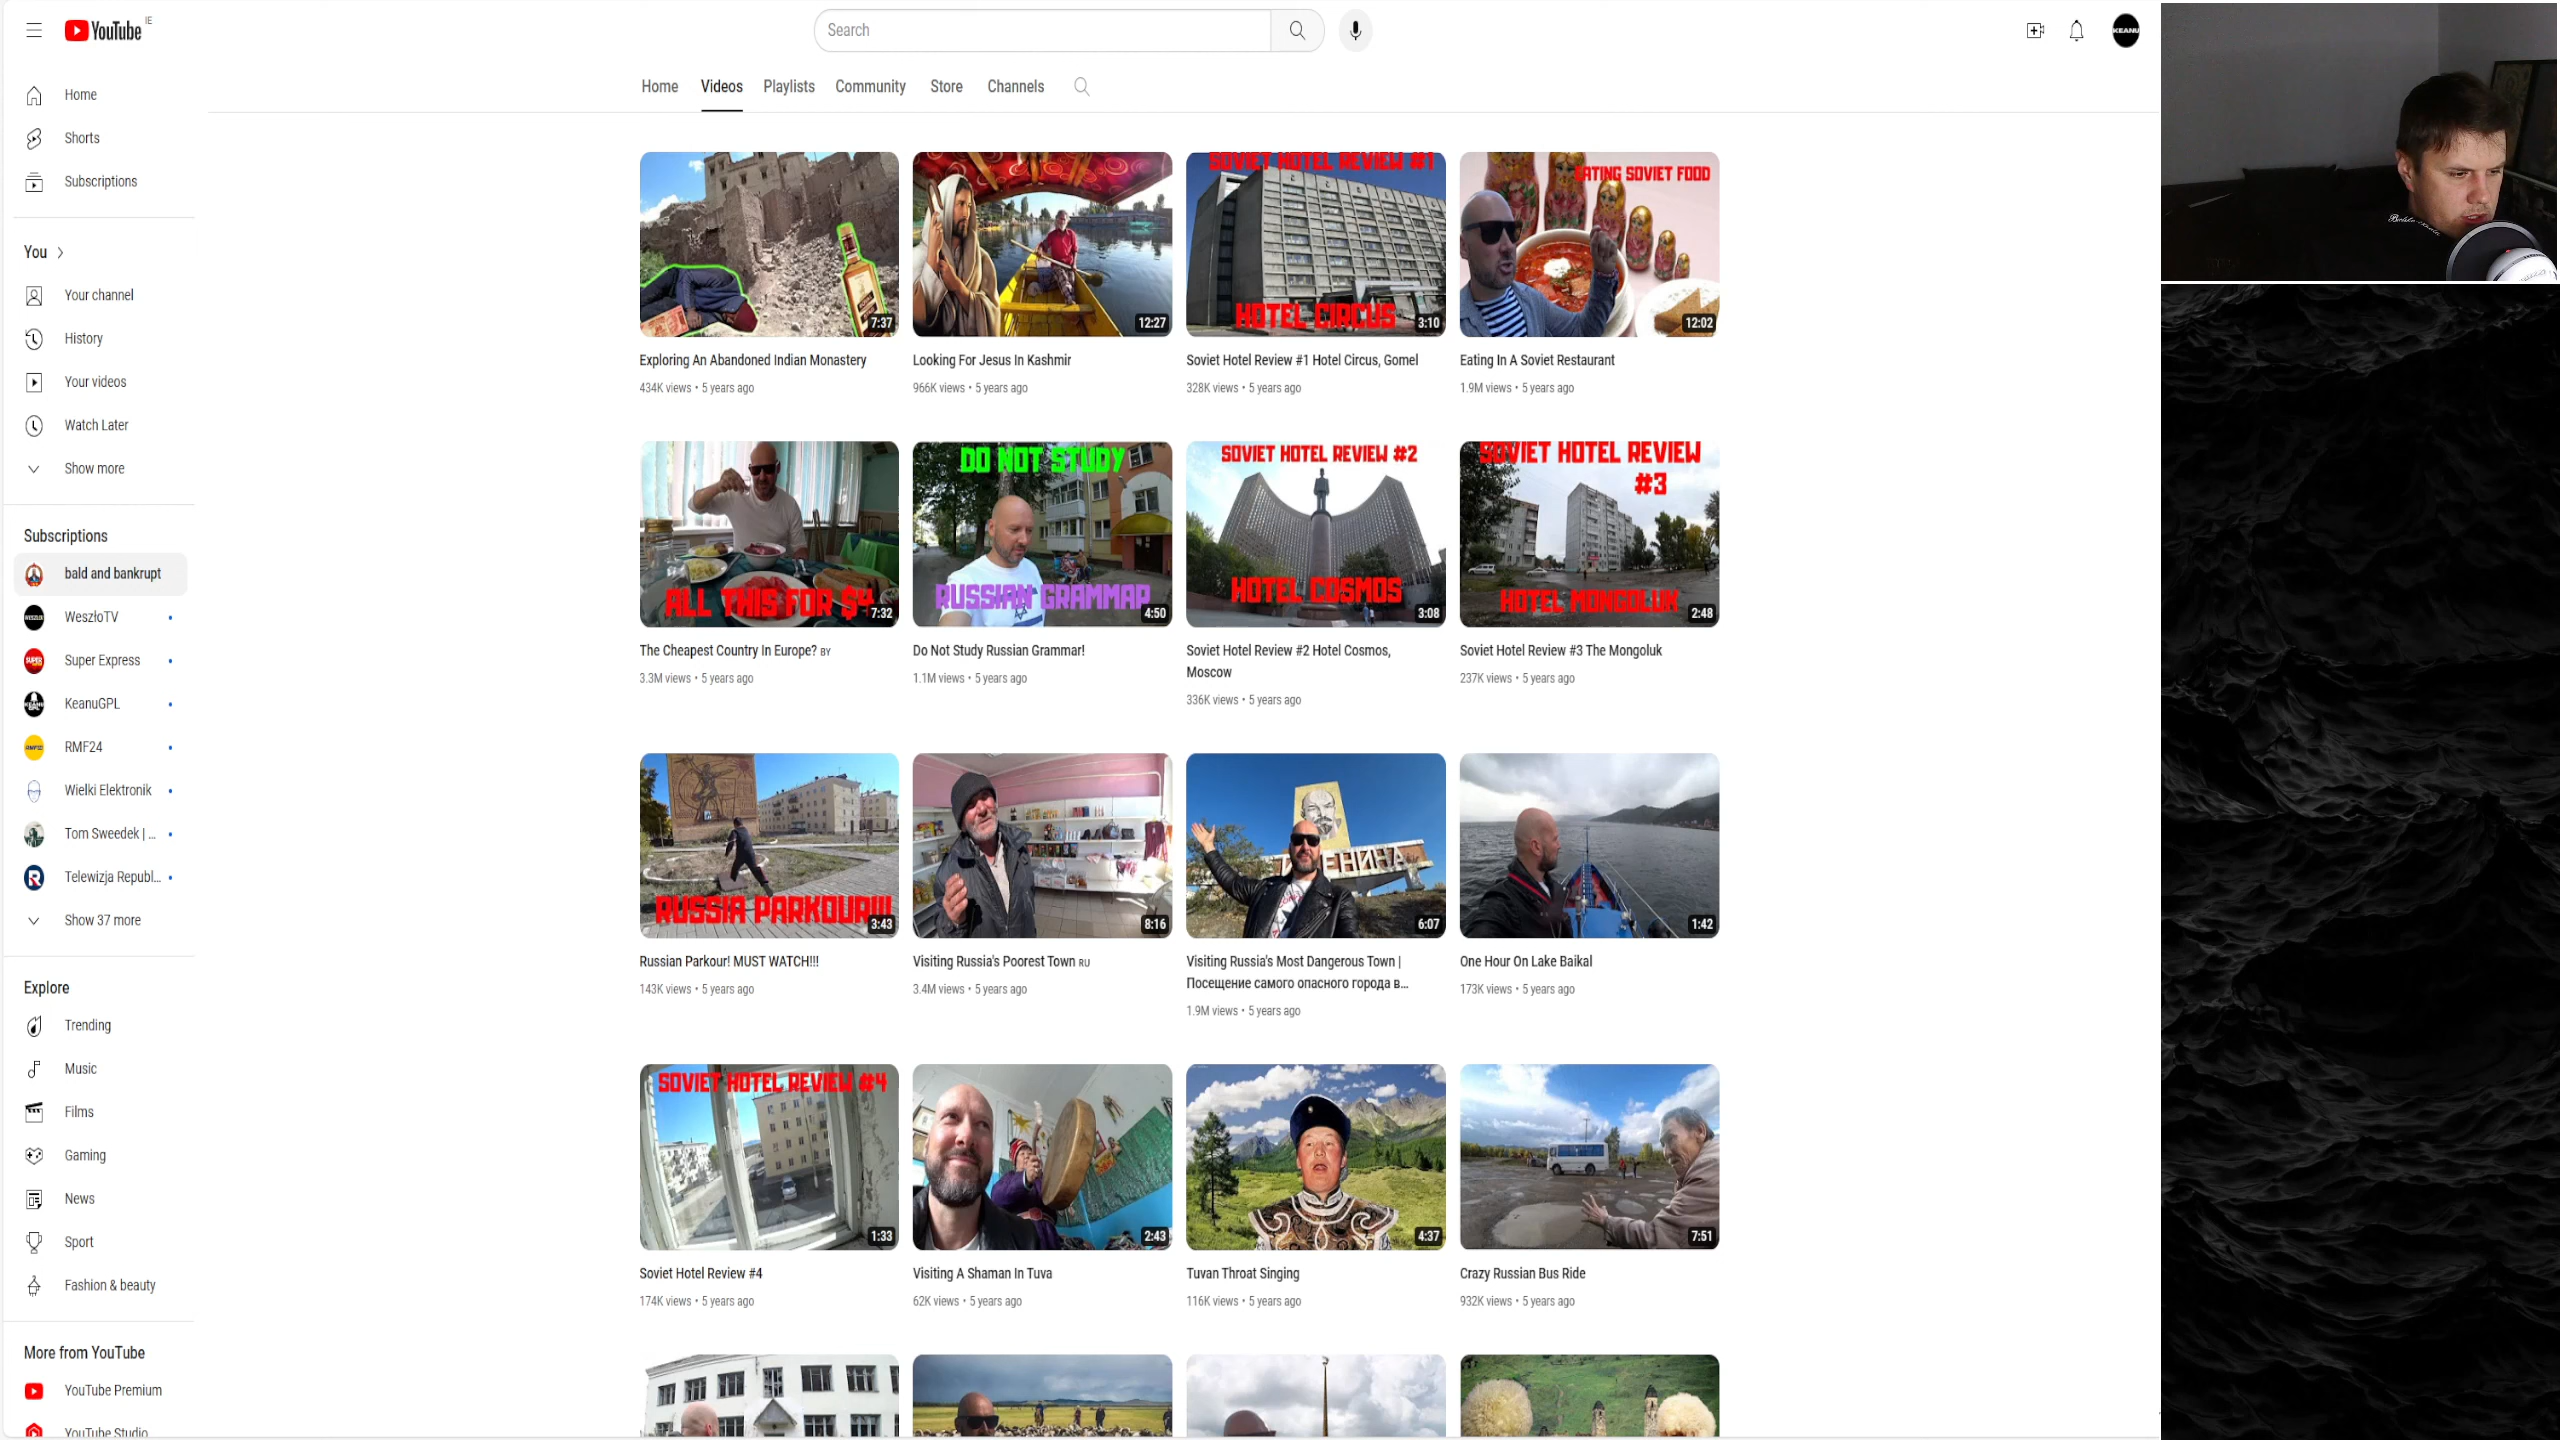 YouTube IE
Search
KEANU
Home
Videos
Playlists
Community
Store
Channels
Home
Shorts
Subscriptions
You
Your channel
History
Your videos
Watch Later
Show more
Subscriptions
bald and bankrupt
WeszłoTV
Super Express
KeanuGPL
RMF24
Wielki Elektronik
Tom Sweedek | ...
Telewizja Republ...
Show 37 more
Explore
Trending
Music
Films
Gaming
News
Sport
Fashion & beauty
More from YouTube
YouTube Premium
YouTube Studio
7:37
Exploring An Abandoned Indian Monastery
434K views • 5 years ago
12:27
Looking For Jesus In Kashmir
966K views • 5 years ago
SOVIET HOTEL REVIEW #1
HOTEL CIRCUS
3:10
Soviet Hotel Review #1 Hotel Circus, Gomel
328K views • 5 years ago
EATING SOVIET FOOD
12:02
Eating In A Soviet Restaurant
1.9M views • 5 years ago
ALL THIS FOR $4
7:32
The Cheapest Country In Europe? BY
3.3M views • 5 years ago
DO NOT STUDY
RUSSIAN GRAMMAR
4:50
Do Not Study Russian Grammar!
1.1M views • 5 years ago
SOVIET HOTEL REVIEW #2
HOTEL COSMOS
3:08
Soviet Hotel Review #2 Hotel Cosmos,
Moscow
336K views • 5 years ago
SOVIET HOTEL REVIEW
#3
HOTEL MONGOLUK
2:48
Soviet Hotel Review #3 The Mongoluk
237K views • 5 years ago
RUSSIA PARKOUR!!!
3:43
Russian Parkour! MUST WATCH!!!
143K views • 5 years ago
8:16
Visiting Russia's Poorest Town RU
3.4M views • 5 years ago
6:07
Visiting Russia's Most Dangerous Town |
Посещение самого опасного города в...
1.9M views • 5 years ago
1:42
One Hour On Lake Baikal
173K views • 5 years ago
SOVIET HOTEL REVIEW #4
1:33
Soviet Hotel Review #4
174K views • 5 years ago
2:43
Visiting A Shaman In Tuva
62K views • 5 years ago
4:37
Tuvan Throat Singing
116K views • 5 years ago
7:51
Crazy Russian Bus Ride
932K views • 5 years ago